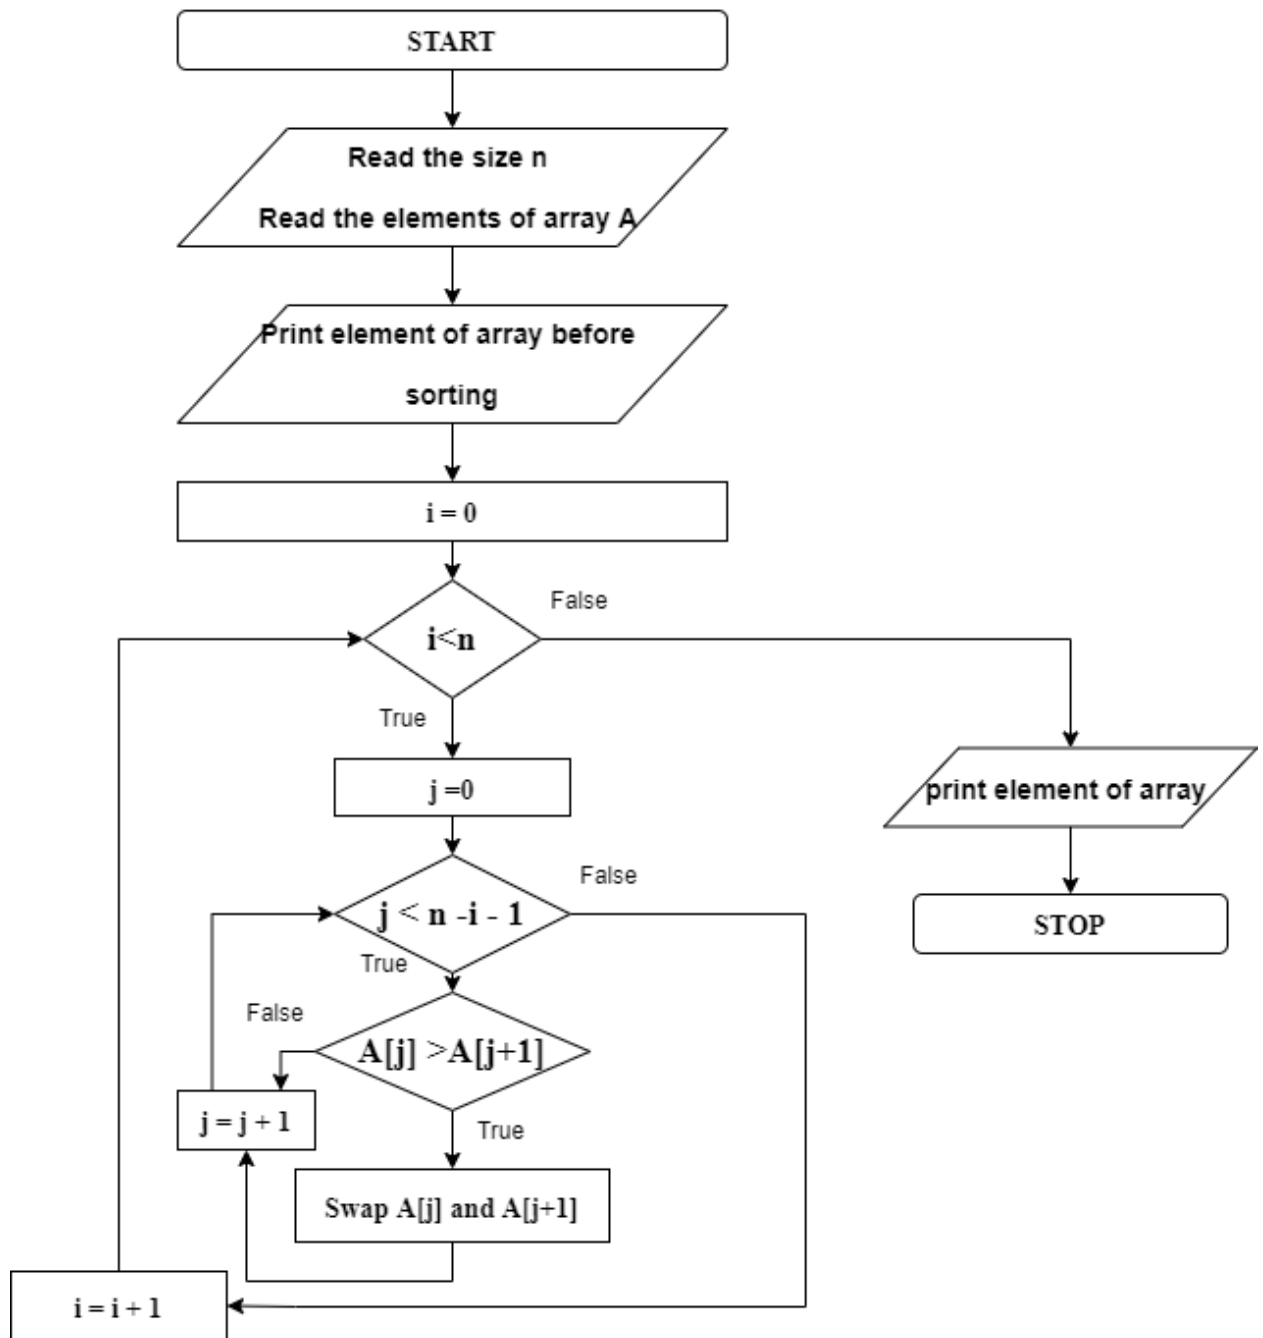 START
Read the size n
Read the elements of array A
Print element of array before
sorting
i = 0
i<n
False
True
j =0
print element of array
j < n -i - 1
False
STOP
True
False
A[j] >A[j+1]
j = j + 1
True
Swap A[j] and A[j+1]
i = i + 1